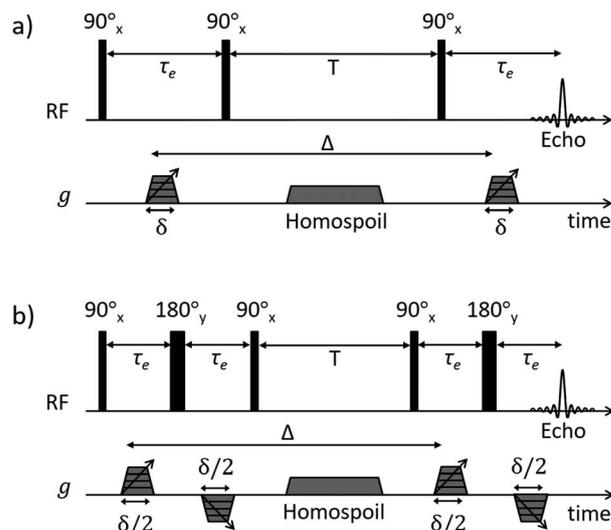 a)
90°ₓ 90°ₓ 90°ₓ
τₑ T τₑ
RF
Echo
Δ
g
δ Homospoil δ time
b)
90°ₓ 180°ᵧ 90°ₓ 90°ₓ 180°ᵧ
τₑ τₑ T τₑ τₑ
RF
Echo
Δ
δ/2 δ/2
g
δ/2 Homospoil δ/2 time